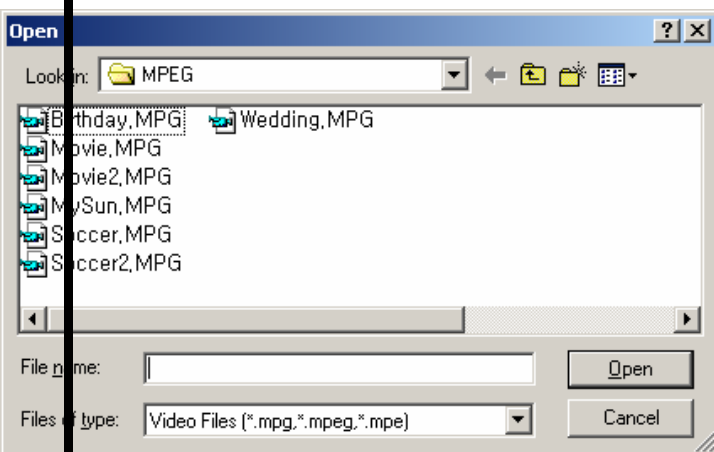 Open
Look in: MPEG
Birthday.MPG Wedding.MPG
Movie.MPG
Movie2.MPG
MySun.MPG
Soccer.MPG
Soccer2.MPG
File name: Open
Files of type: Video Files (*.mpg,*.mpeg,*.mpe) Cancel